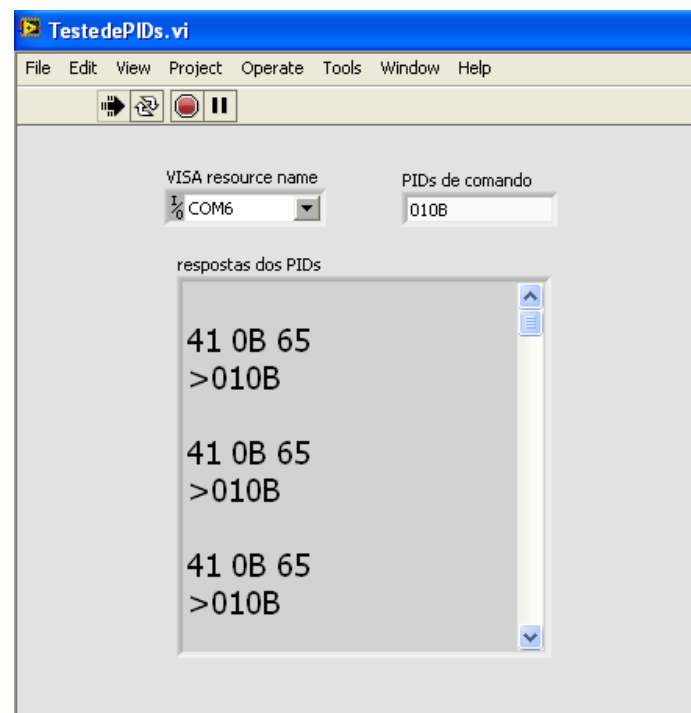 TestedePIDs.vi
File Edit View Project Operate Tools Window Help
VISA resource name
PIDs de comando
I/O COM6
010B
respostas dos PIDs
41 0B 65
>010B
41 0B 65
>010B
41 0B 65
>010B